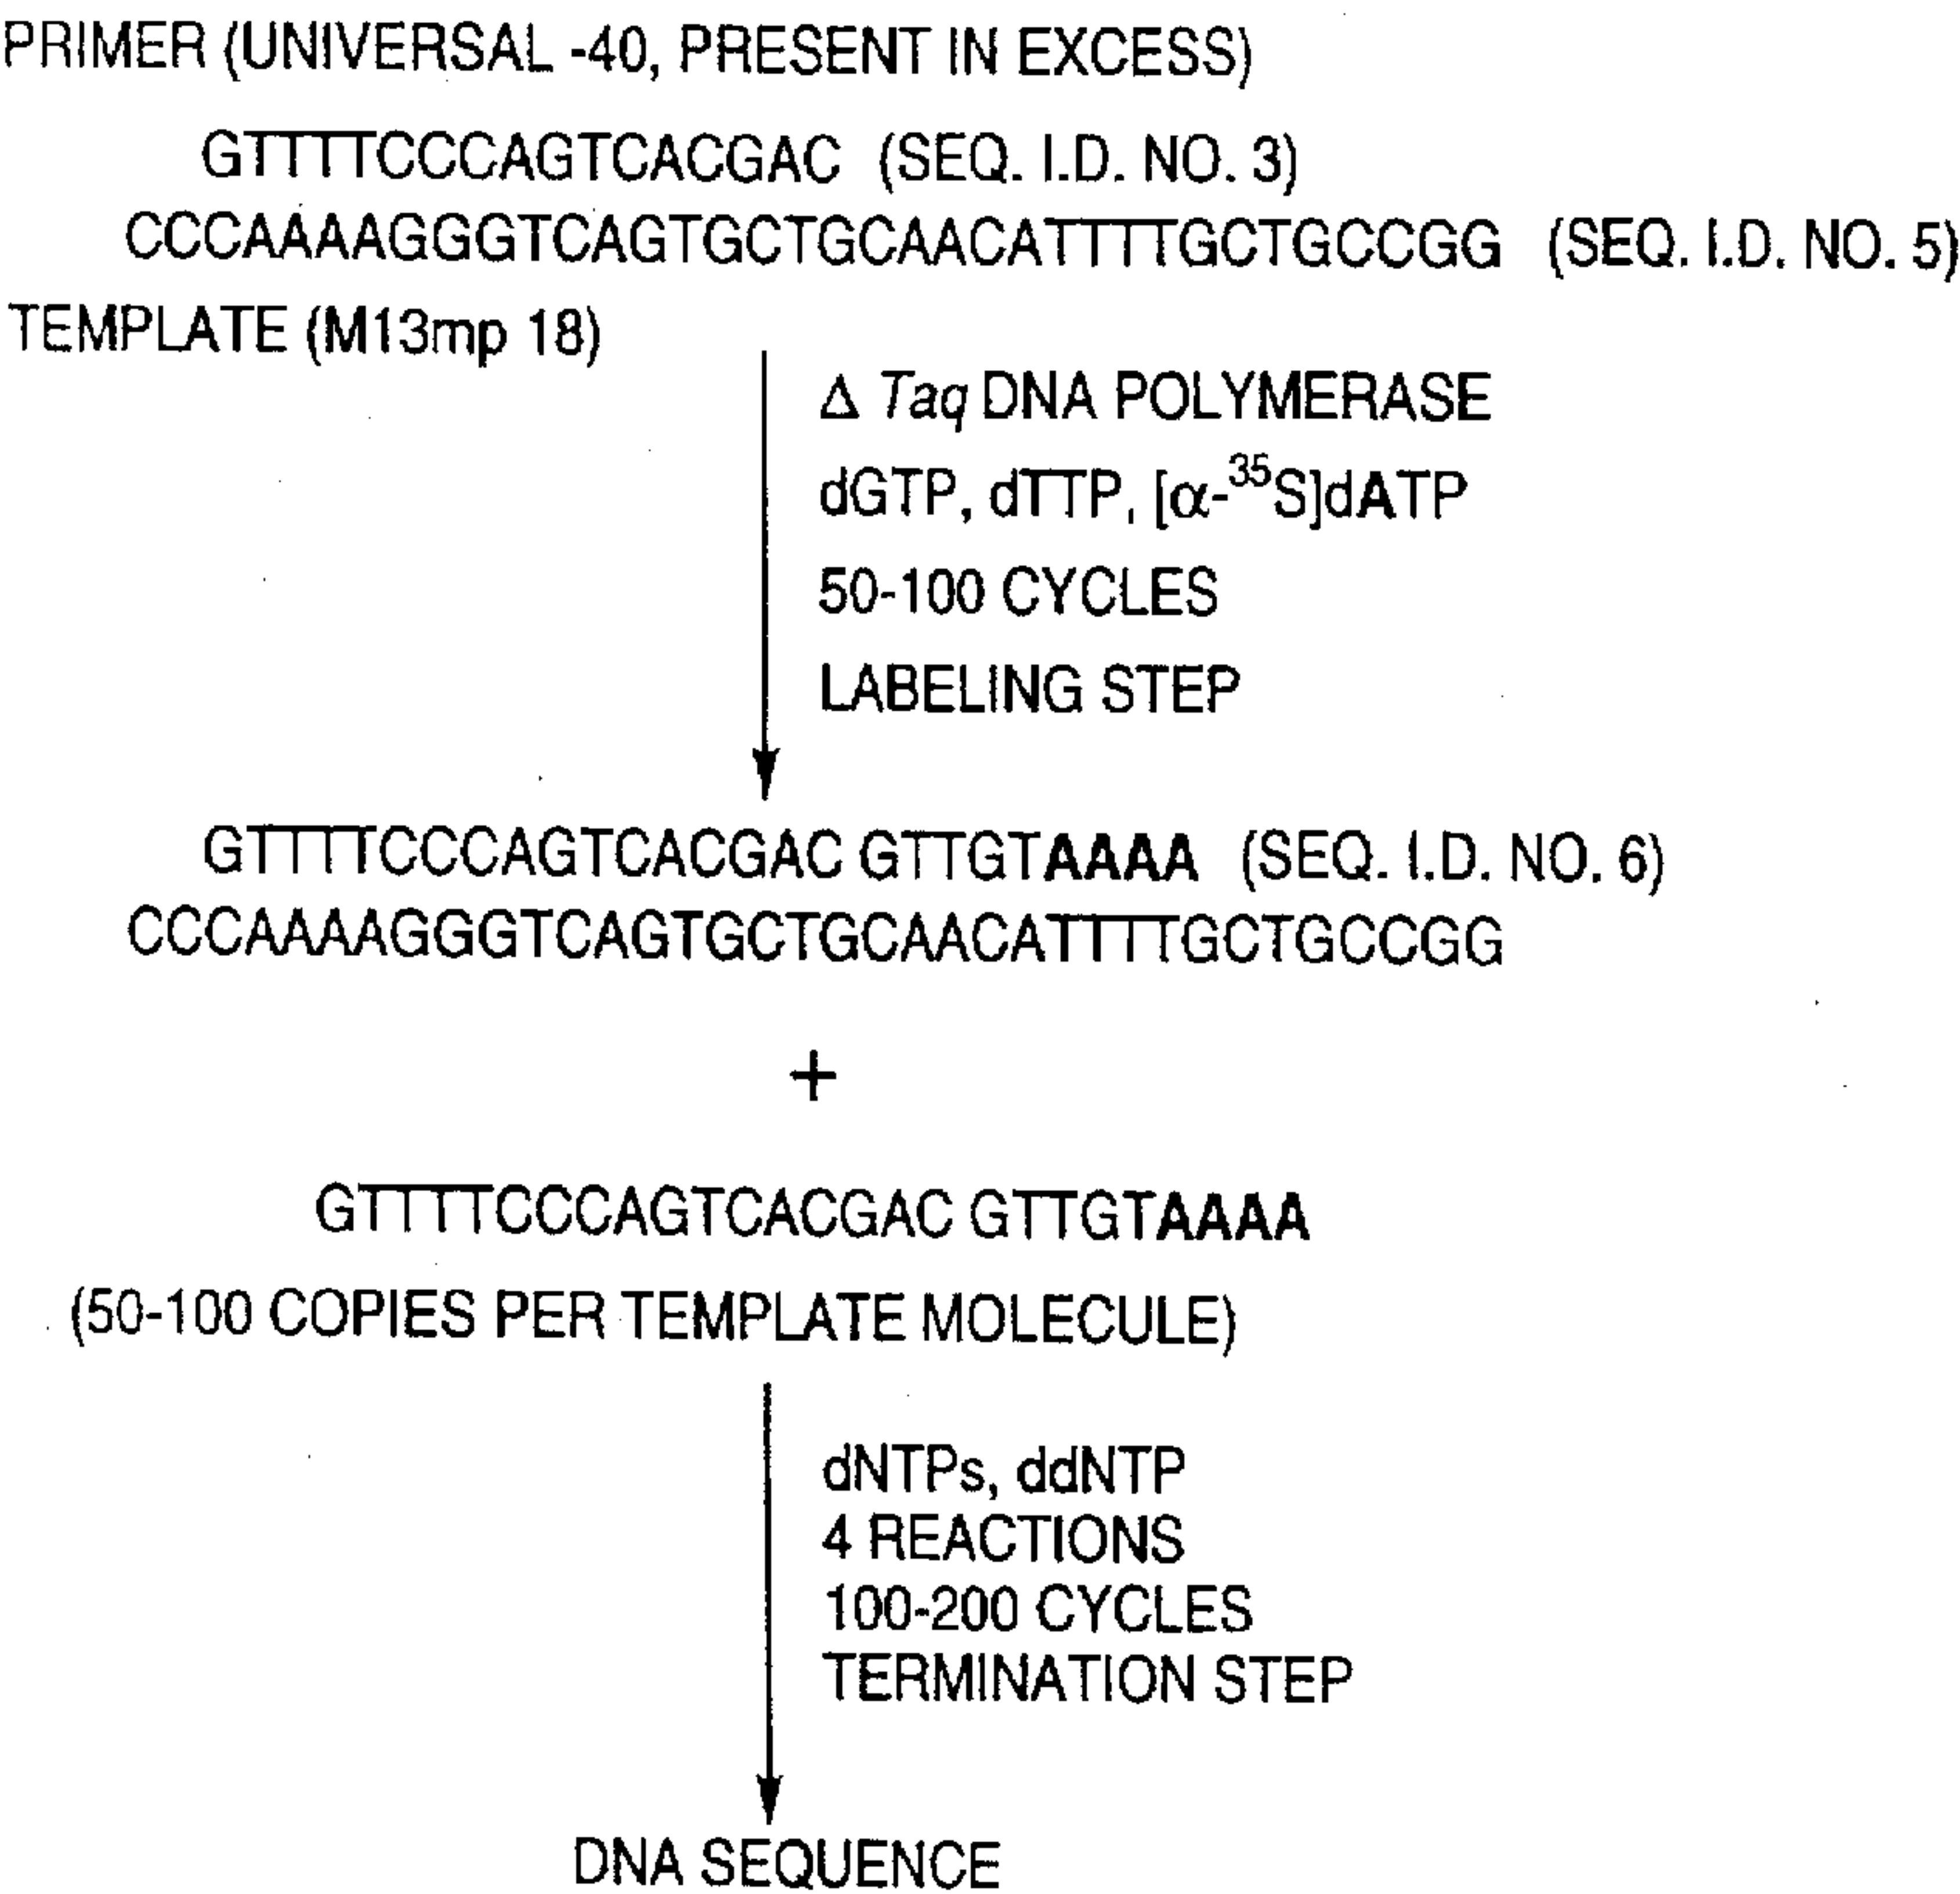 PRIMER (UNIVERSAL -40, PRESENT IN EXCESS)
GTTTTCCCAGTCACGAC (SEQ. I.D. NO. 3)
CCCAAAAGGGTCAGTGCTGCAACATTTTGCTGCCGG (SEQ. I.D. NO. 5)
TEMPLATE (M13mp 18)
Δ Taq DNA POLYMERASE
dGTP, dTTP, [α-³⁵S]dATP
50-100 CYCLES
LABELING STEP
GTTTTCCCAGTCACGAC GTTGTAAAA (SEQ. I.D. NO. 6)
CCCAAAAGGGTCAGTGCTGCAACATTTTGCTGCCGG
+
GTTTTCCCAGTCACGAC GTTGTAAAA
(50-100 COPIES PER TEMPLATE MOLECULE)
dNTPs, ddNTP
4 REACTIONS
100-200 CYCLES
TERMINATION STEP
DNA SEQUENCE